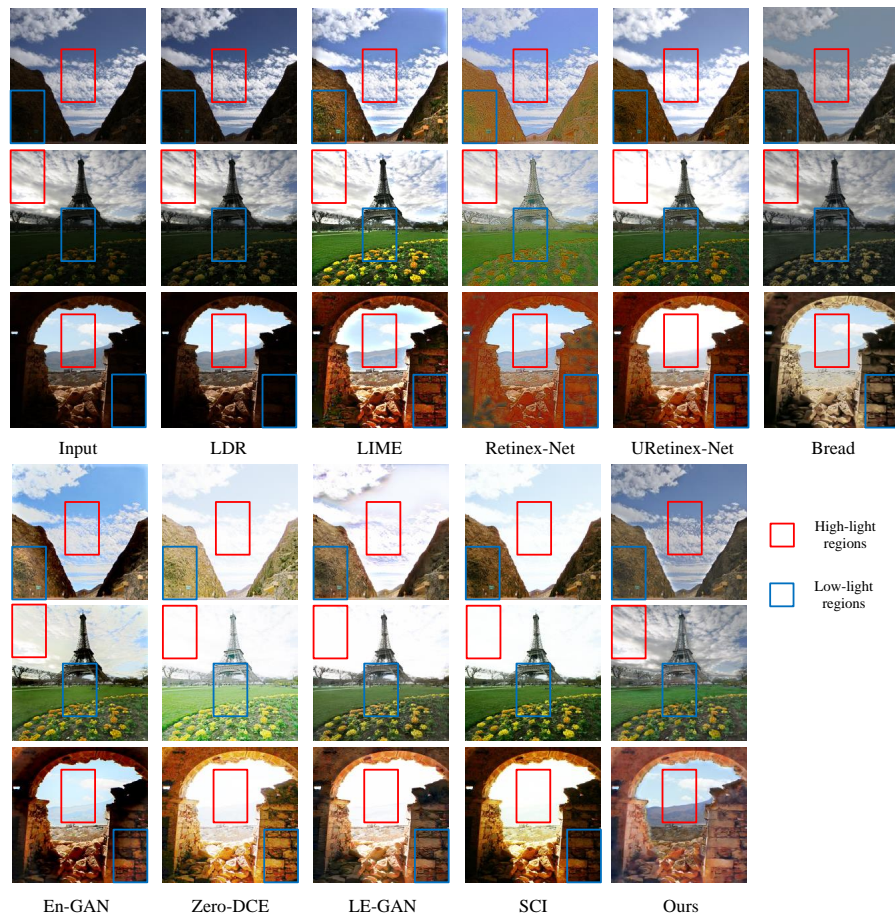 Input
LDR
LIME
Retinex-Net
URetinex-Net
Bread
High-light
regions
Low-light
regions
En-GAN
Zero-DCE
LE-GAN
SCI
Ours